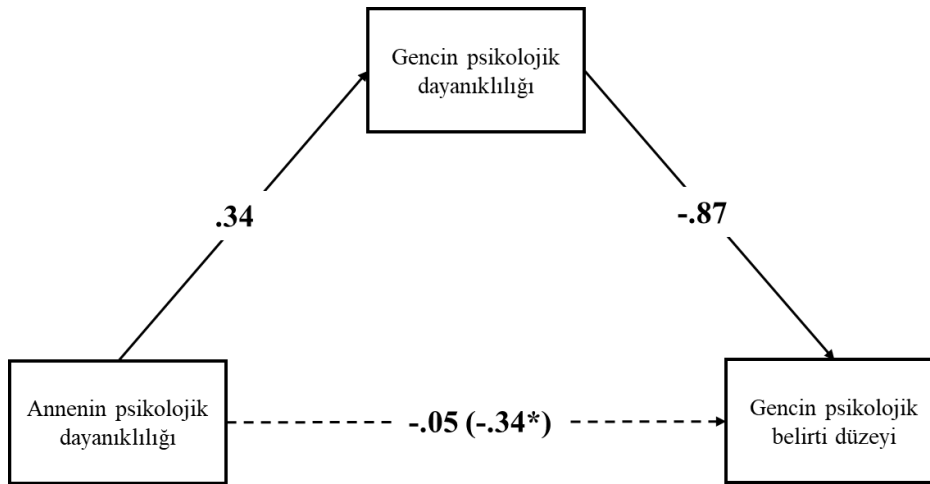 Gencin psikolojik
dayanıklılığı
.34
-.87
Annenin psikolojik
dayanıklılığı
-.05 (-.34*)
Gencin psikolojik
belirti düzeyi